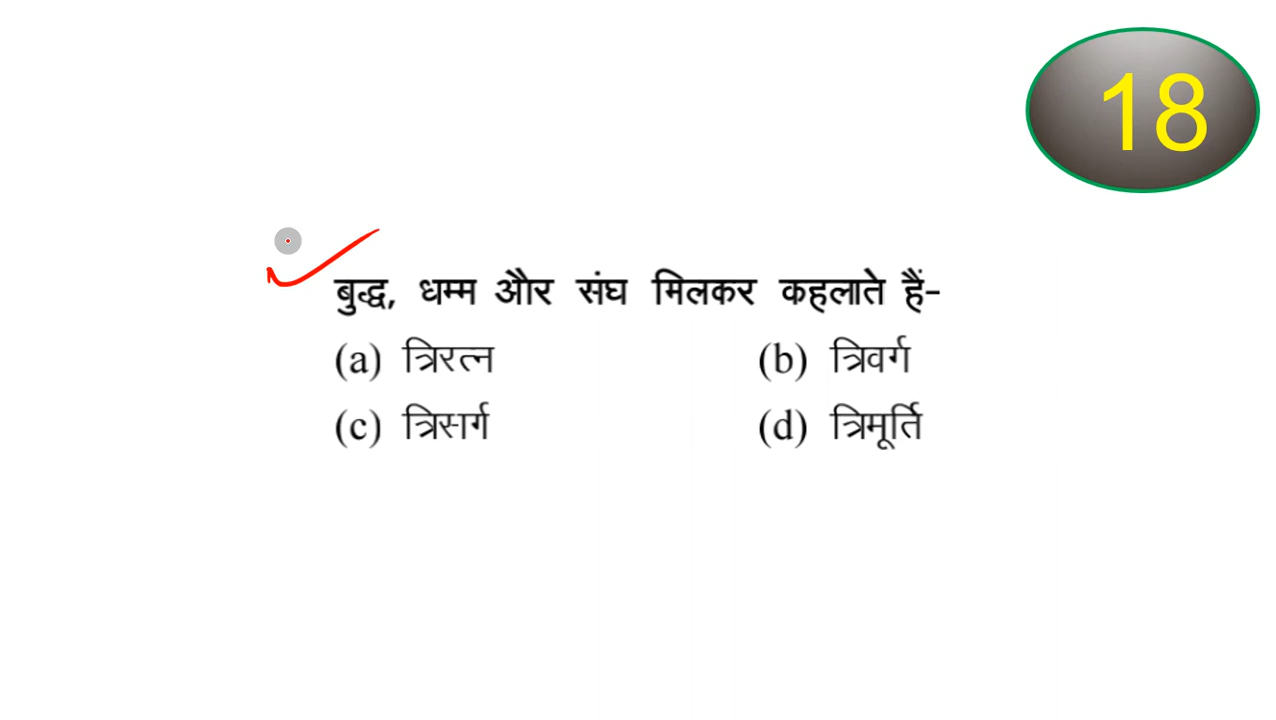 18
बुद्ध, धम्म और संघ मिलकर कहलाते हैं-
(a) त्रिरत्न (b) त्रिवर्ग
(c) त्रिसर्ग (d) त्रिमूर्ति